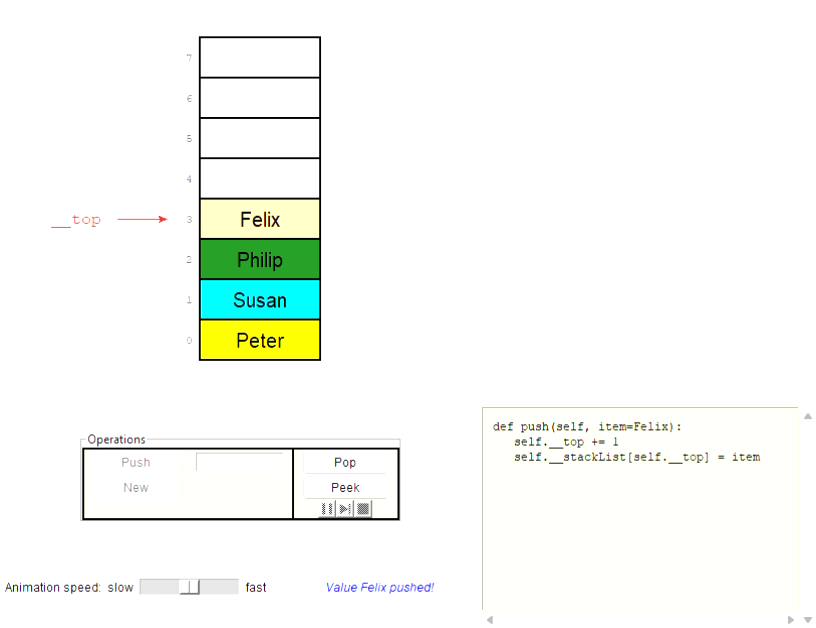 7
6
5
4
__top 3 Felix
2 Philip
1 Susan
0 Peter
Operations
Push Pop
New Peek
def push(self, item=Felix):
self.__top += 1
self.__stackList[self.__top] = item
Animation speed: slow fast
Value Felix pushed!